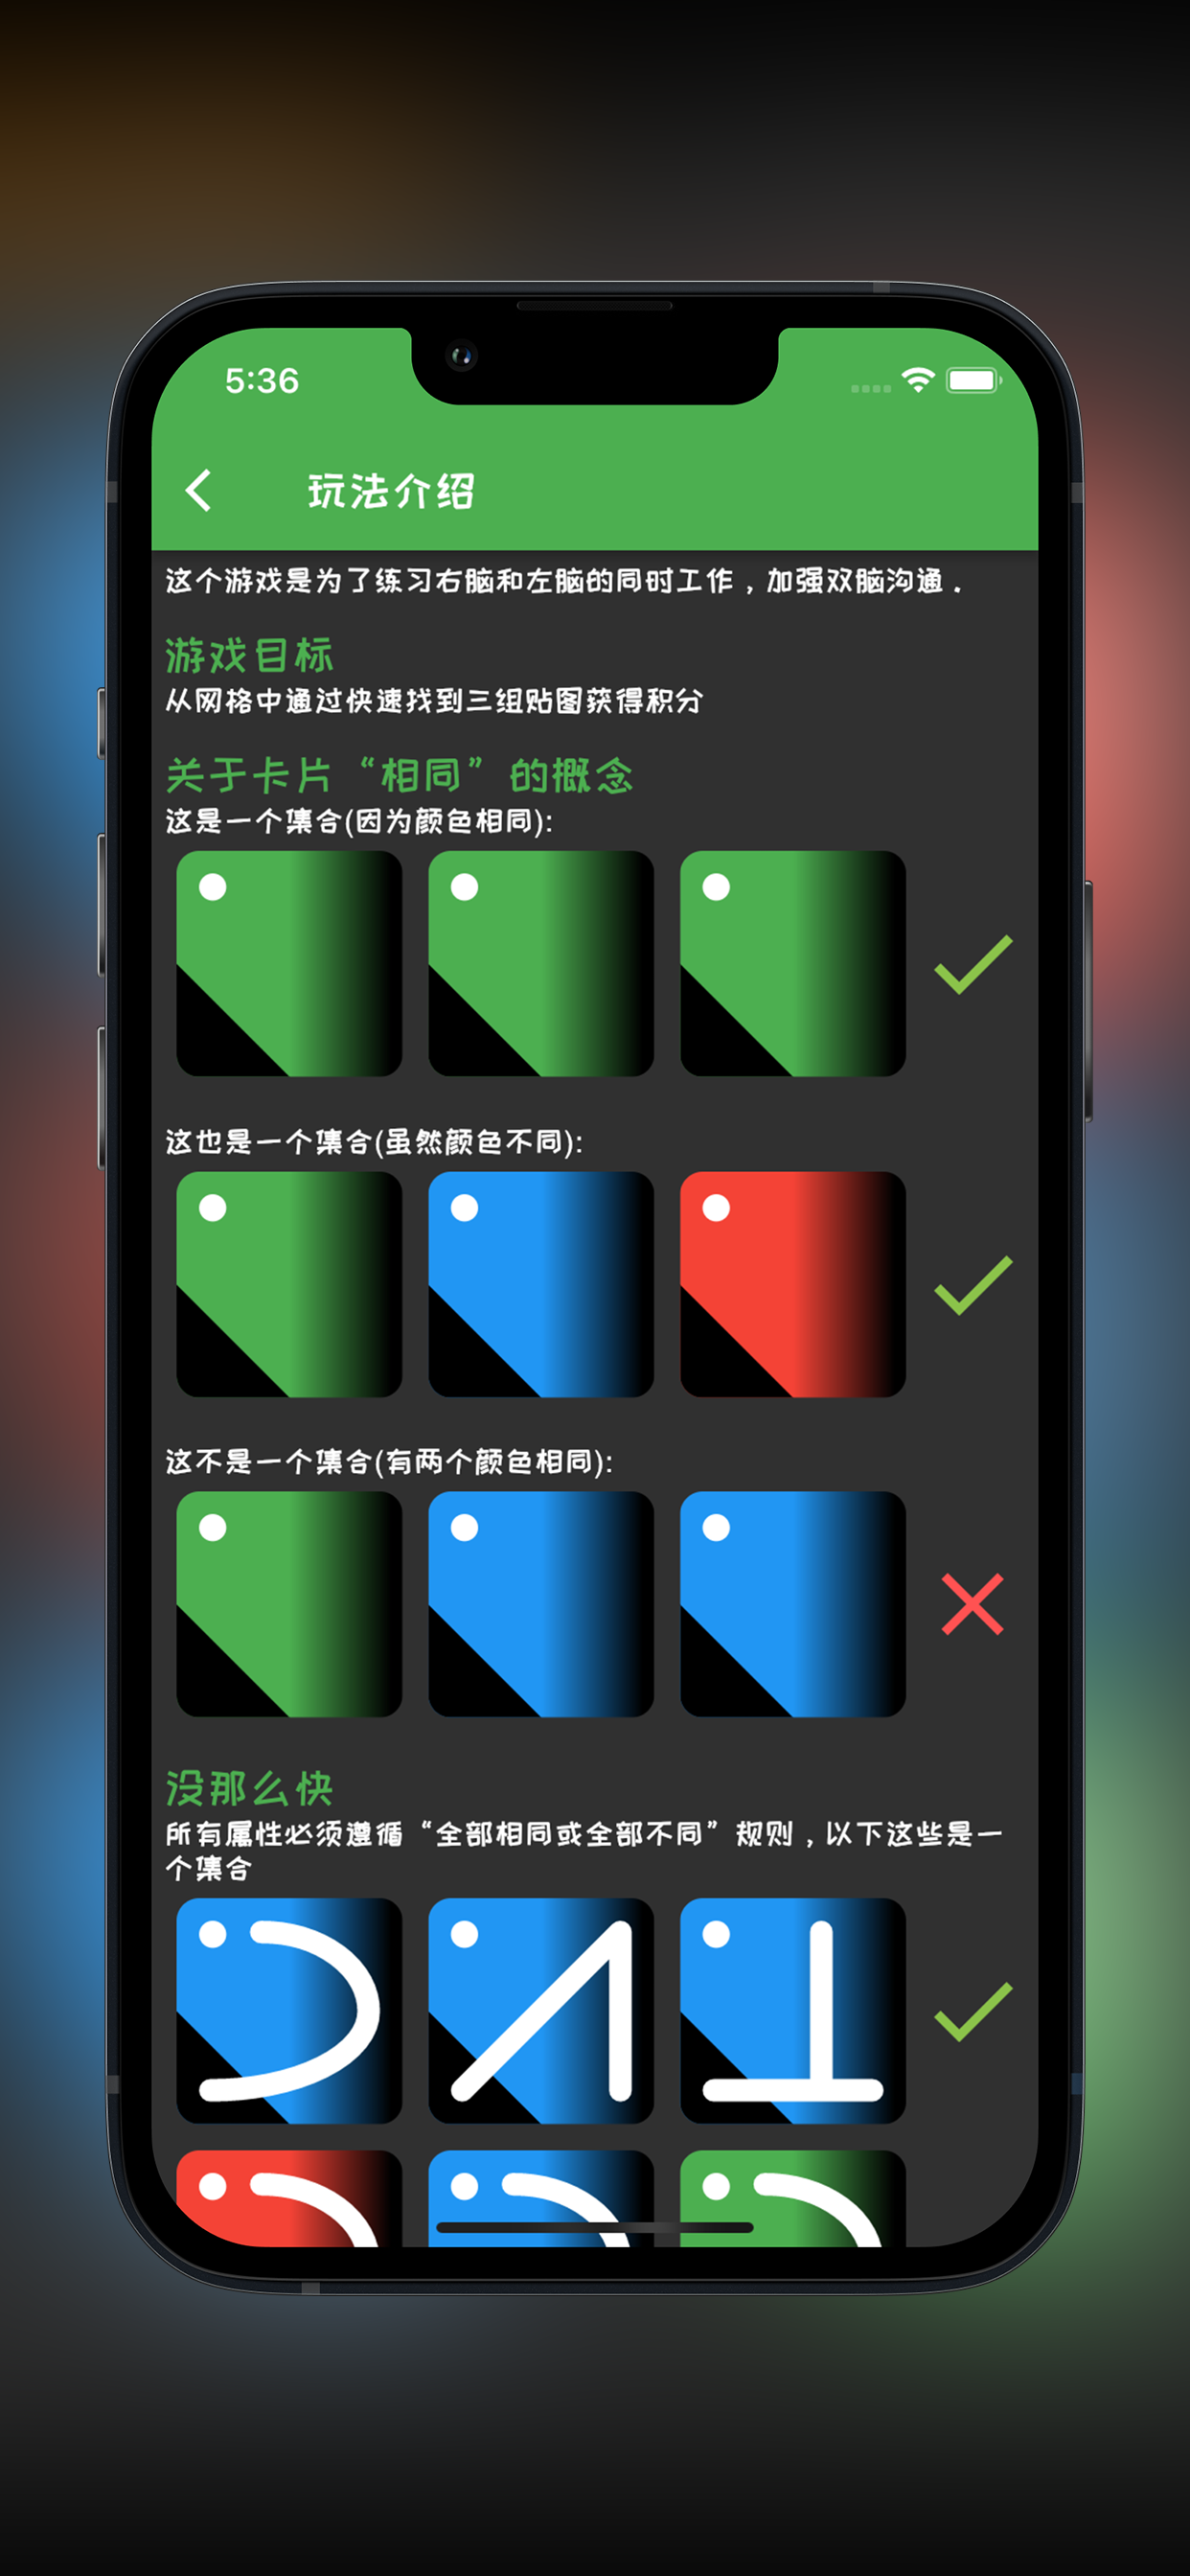 5:36
玩法介绍
这个游戏是为了练习右脑和左脑的同时工作，加强双脑沟通．
游戏目标
从网格中通过快速找到三组贴图获得积分
关于卡片“相同”的概念
这是一个集合(因为颜色相同):
这也是一个集合(虽然颜色不同):
这不是一个集合(有两个颜色相同):
没那么快
所有属性必须遵循“全部相同或全部不同”规则，以下这些是一
个集合